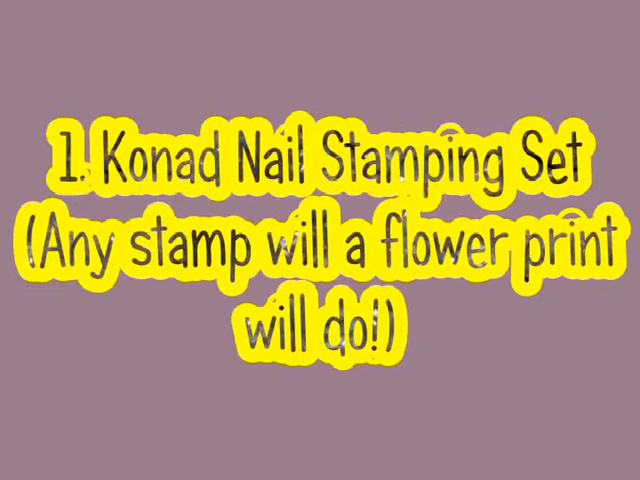 1. Konad Nail Stamping Set
(Any stamp will a flower print
will do!)